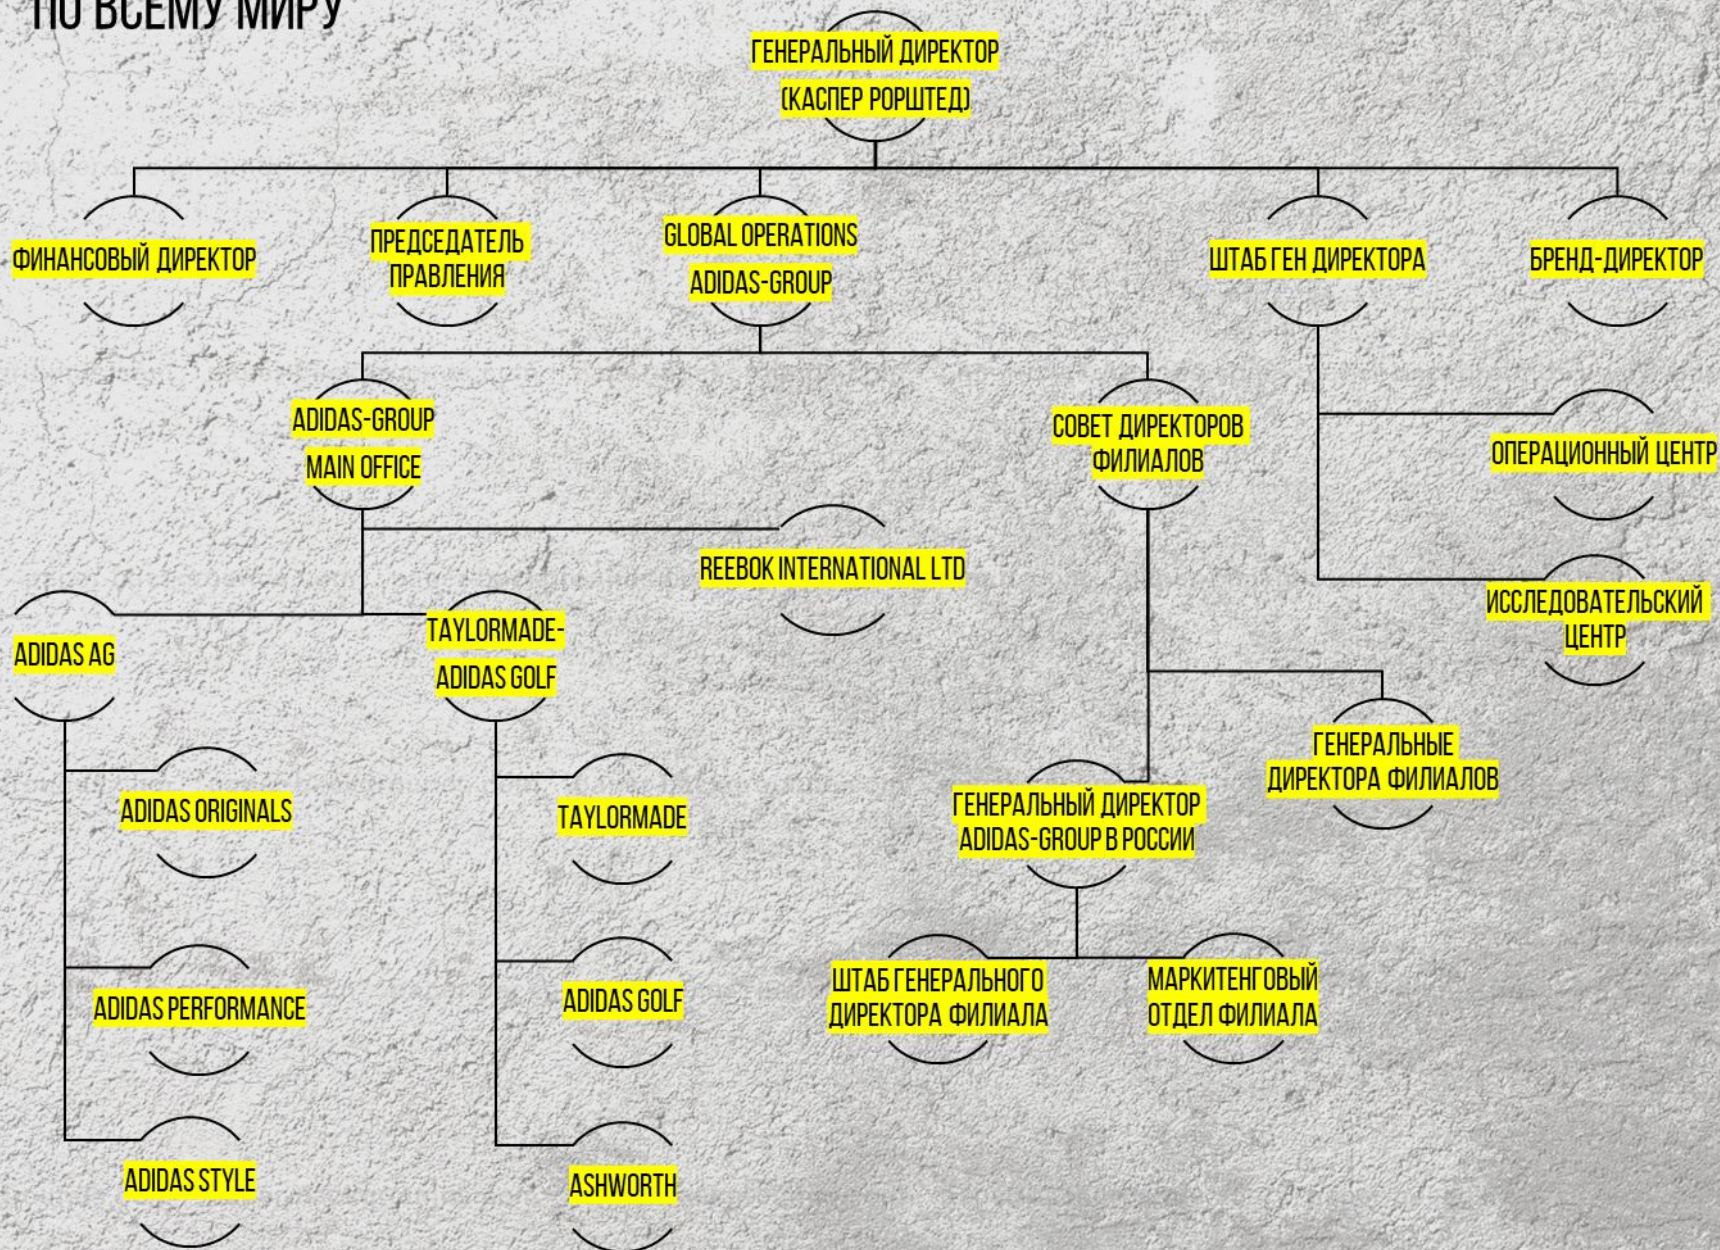 ПО ВСЕМУ МИРУ
ГЕНЕРАЛЬНЫЙ ДИРЕКТОР
(КАСПЕР РОРШТЕД)
ФИНАНСОВЫЙ ДИРЕКТОР
ПРЕДСЕДАТЕЛЬ
ПРАВЛЕНИЯ
GLOBAL OPERATIONS
ADIDAS-GROUP
ШТАБ ГЕН ДИРЕКТОРА
БРЕНД-ДИРЕКТОР
ADIDAS-GROUP
MAIN OFFICE
СОВЕТ ДИРЕКТОРОВ
ФИЛИАЛОВ
ОПЕРАЦИОННЫЙ ЦЕНТР
REEBOK INTERNATIONAL LTD
ИССЛЕДОВАТЕЛЬСКИЙ
ЦЕНТР
ADIDAS AG
TAYLORMADE-
ADIDAS GOLF
ГЕНЕРАЛЬНЫЕ
ДИРЕКТОРА ФИЛИАЛОВ
ADIDAS ORIGINALS
TAYLORMADE
ГЕНЕРАЛЬНЫЙ ДИРЕКТОР
ADIDAS-GROUP В РОССИИ
ADIDAS PERFORMANCE
ADIDAS GOLF
ШТАБ ГЕНЕРАЛЬНОГО
ДИРЕКТОРА ФИЛИАЛА
МАРКИТЕНГОВЫЙ
ОТДЕЛ ФИЛИАЛА
ADIDAS STYLE
ASHWORTH